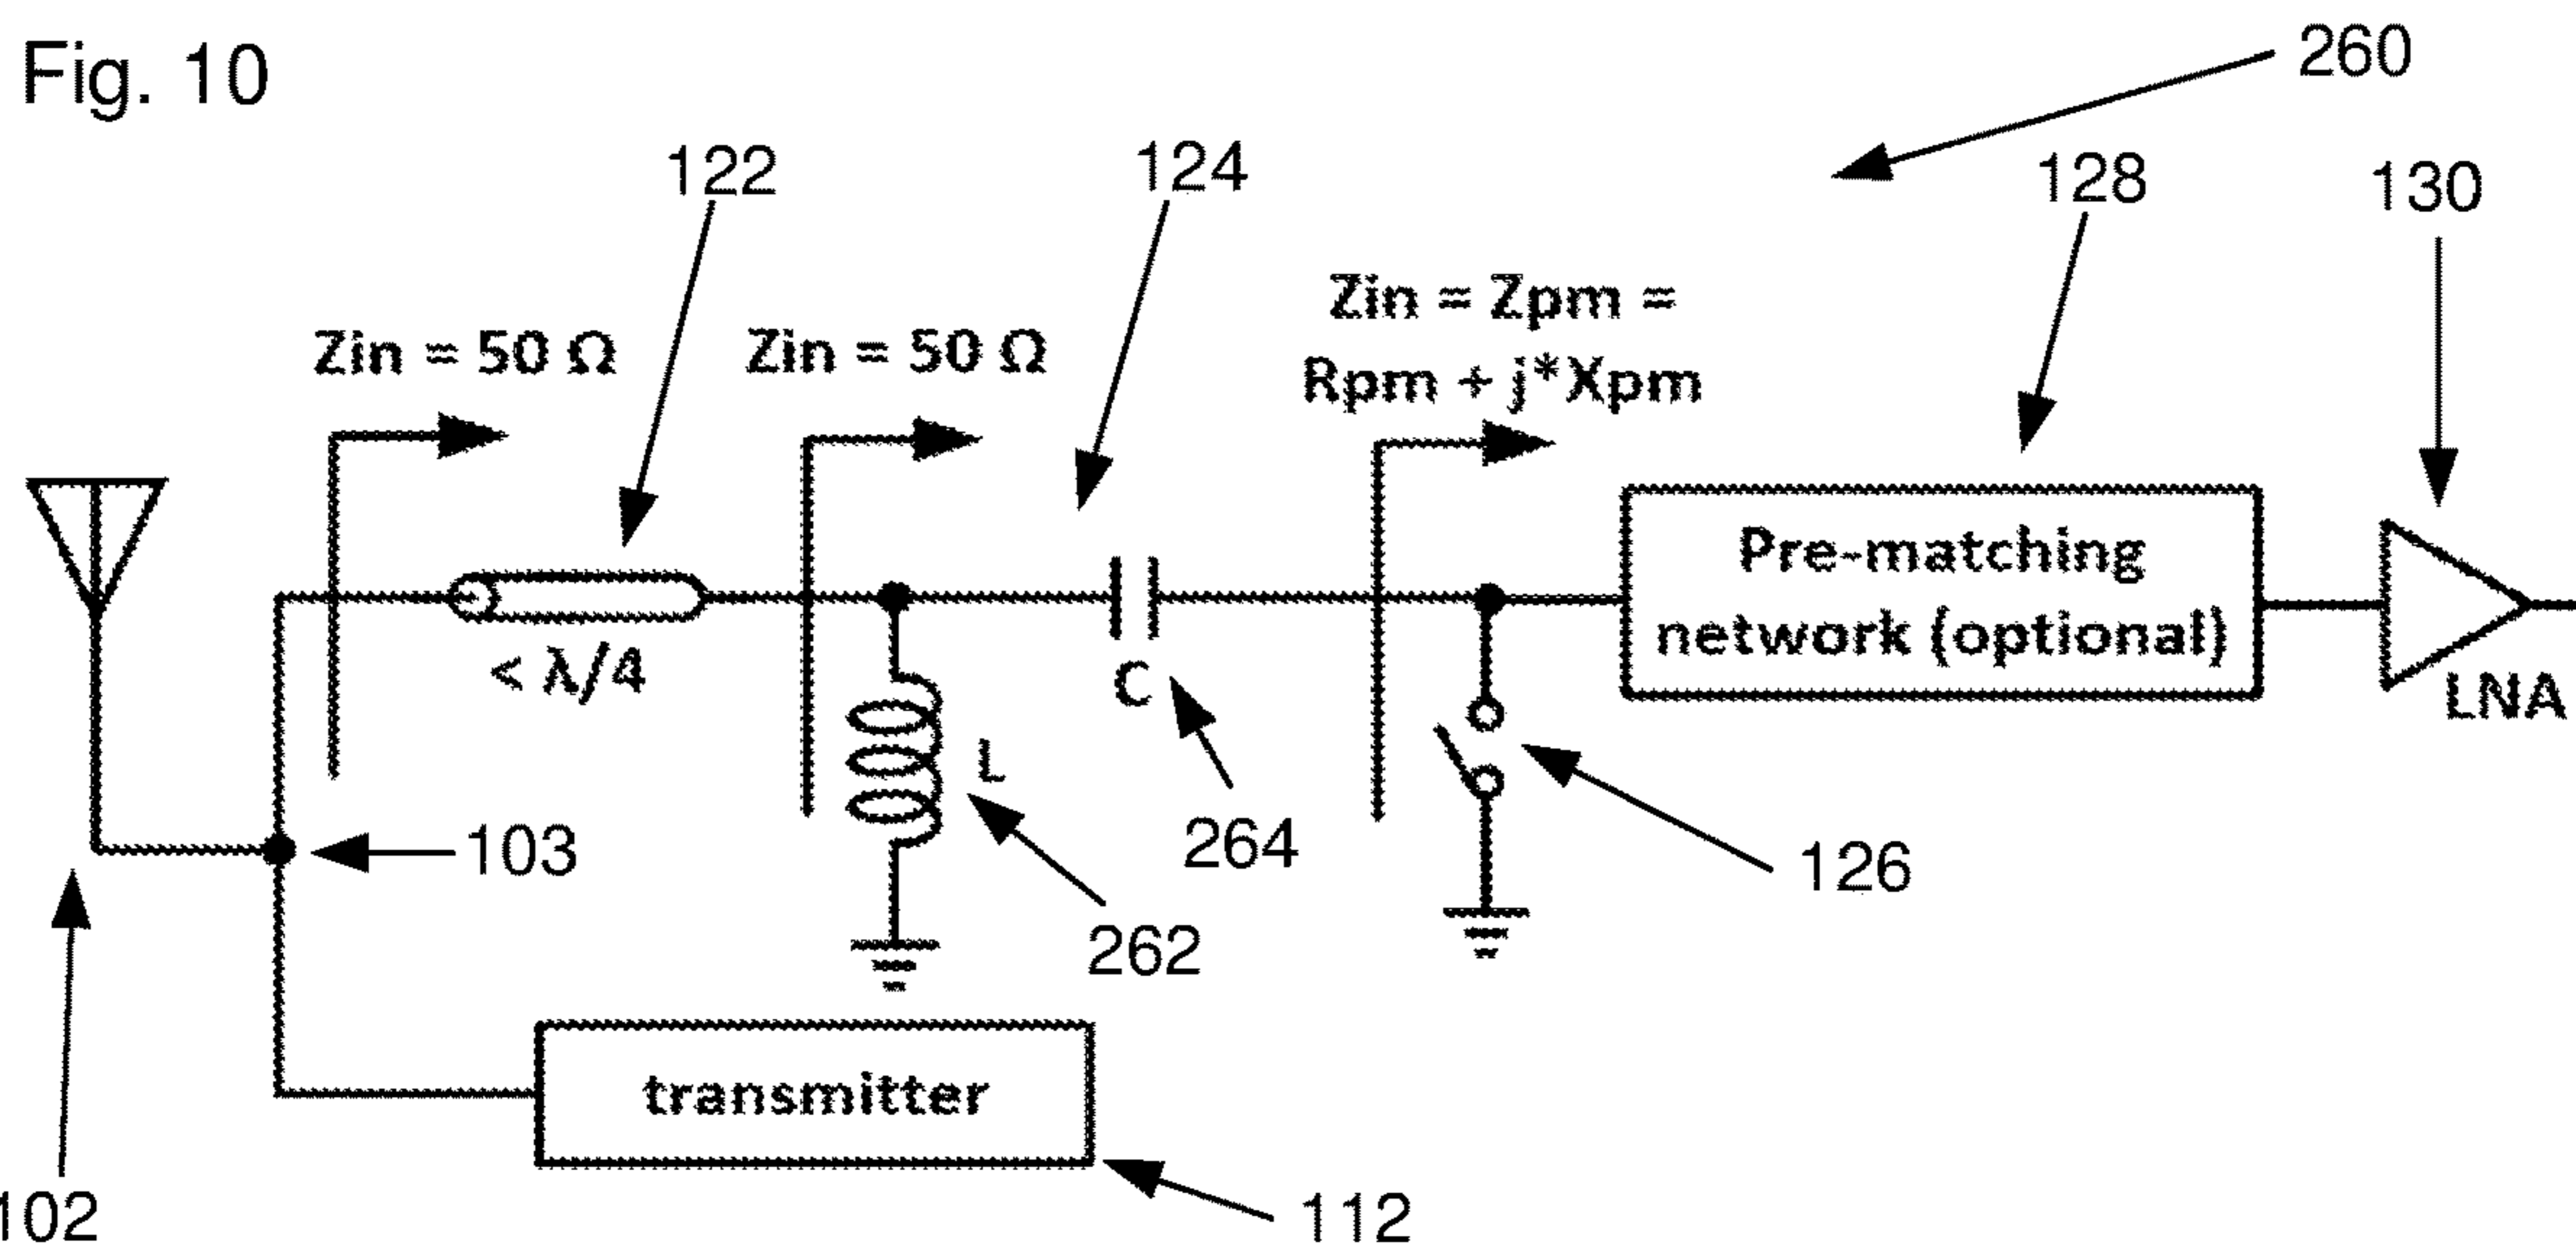 Fig. 10
260
122
124
128
130
Zin = 50 Ω
Zin = 50 Ω
Zin = Zpm =
Rpm + j*Xpm
Pre-matching
network (optional)
< λ/4
C
LNA
L
103
264
126
262
transmitter
102
112